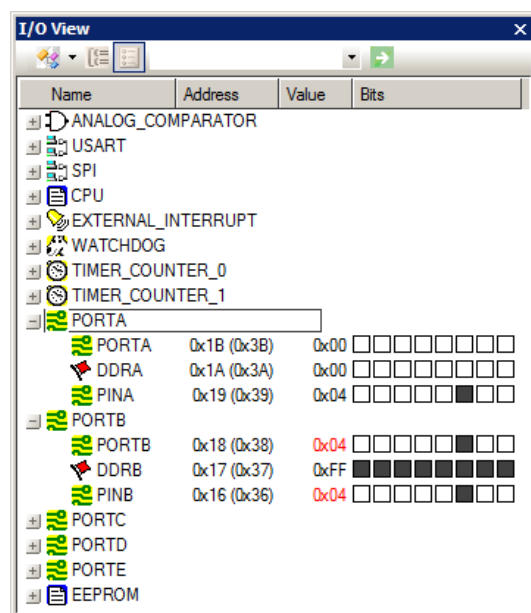 I/O View
Name Address Value Bits
ANALOG_COMPARATOR
USART
SPI
CPU
EXTERNAL_INTERRUPT
WATCHDOG
TIMER_COUNTER_0
TIMER_COUNTER_1
PORTA
PORTA 0x1B (0x3B) 0x00
DDRA 0x1A (0x3A) 0x00
PINA 0x19 (0x39) 0x04
PORTB
PORTB 0x18 (0x38) 0x04
DDRB 0x17 (0x37) 0xFF
PINB 0x16 (0x36) 0x04
PORTC
PORTD
PORTE
EEPROM